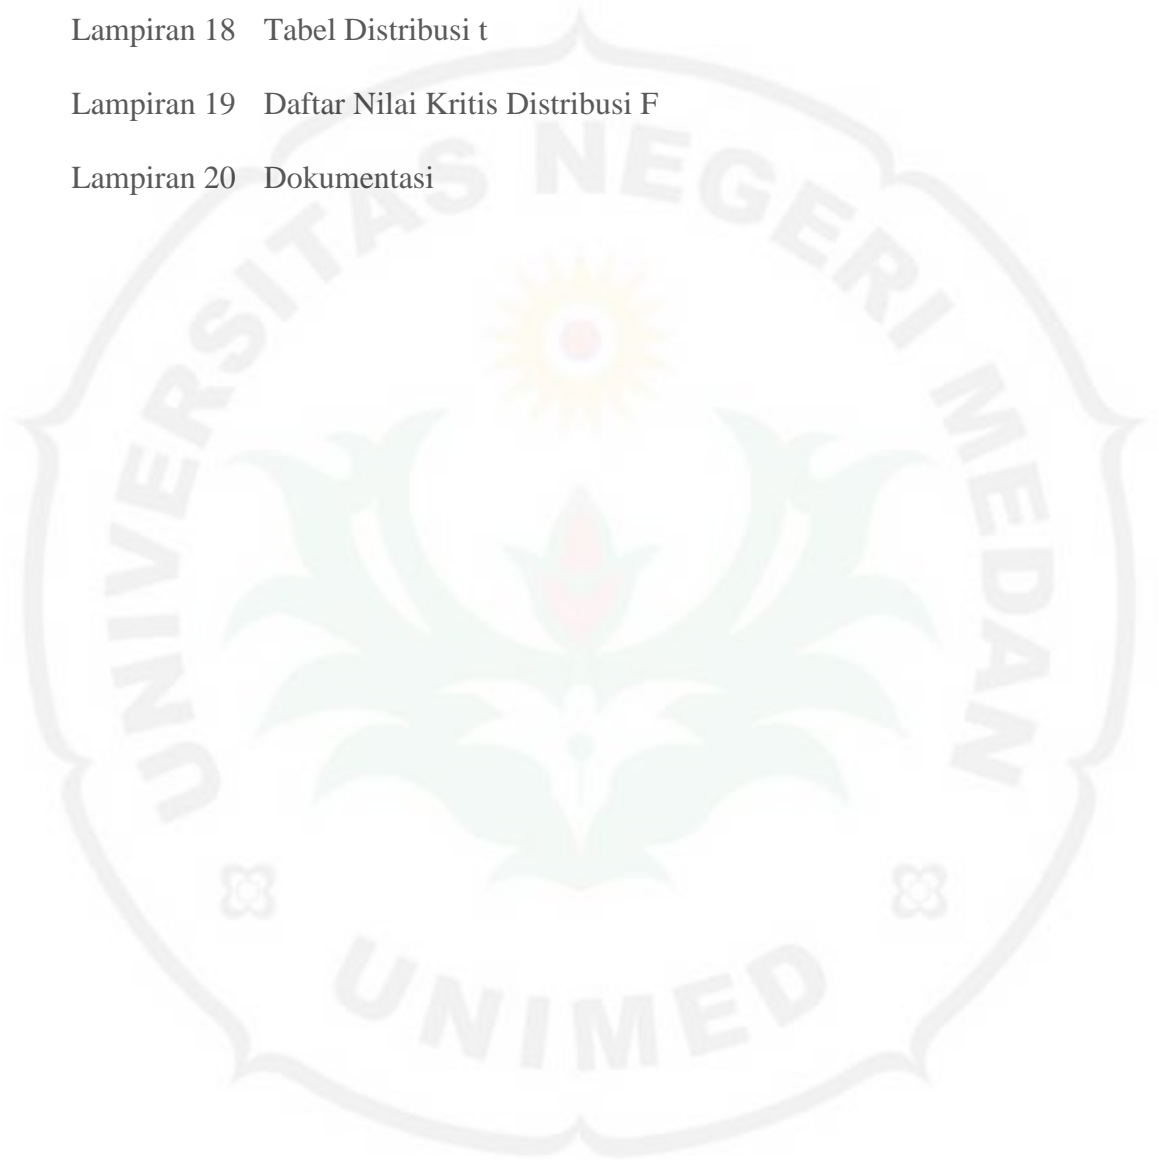 Lampiran 18 Tabel Distribusi t
Lampiran 19 Daftar Nilai Kritis Distribusi F
Lampiran 20 Dokumentasi
UNIVERSITAS NEGERI MEDAN
UNIMED